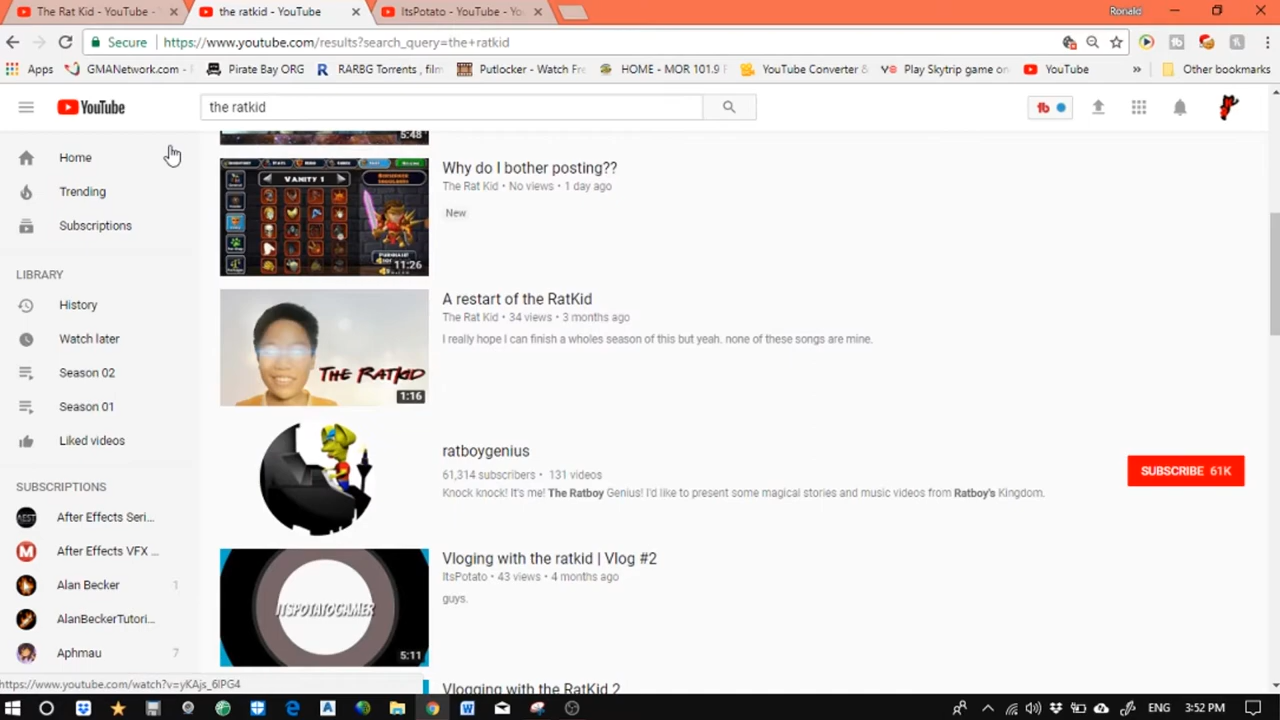 The Rat Kid - YouTube -
the ratkid - YouTube
ItsPotato - YouTube - Yo
Ronald
Secure
https://www.youtube.com/results?search_query=the+ratkid
Apps
GMANetwork.com -
Pirate Bay ORG
RARBG Torrents , film
Putlocker - Watch Fre
HOME - MOR 101.9 F
YouTube Converter &
Play Skytrip game on
YouTube
Other bookmarks
YouTube
the ratkid
Home
Trending
Subscriptions
LIBRARY
History
Watch later
Season 02
Season 01
Liked videos
SUBSCRIPTIONS
After Effects Seri...
After Effects VFX ...
Alan Becker 1
AlanBeckerTutori...
Aphmau 7
5:48
VANITY 1
11:26
Why do I bother posting??
The Rat Kid • No views • 1 day ago
New
THE RATKID
1:16
A restart of the RatKid
The Rat Kid • 34 views • 3 months ago
I really hope I can finish a wholes season of this but yeah. none of these songs are mine.
ratboygenius
61,314 subscribers • 131 videos
Knock knock! It's me! The Ratboy Genius! I'd like to present some magical stories and music videos from Ratboy's Kingdom.
SUBSCRIBE 61K
ITSPOTATOGAMER
5:11
Vloging with the ratkid | Vlog #2
ItsPotato • 43 views • 4 months ago
guys.
Vlogging with the RatKid 2
https://www.youtube.com/watch?v=yKAjs_6lPG4
ENG
3:52 PM